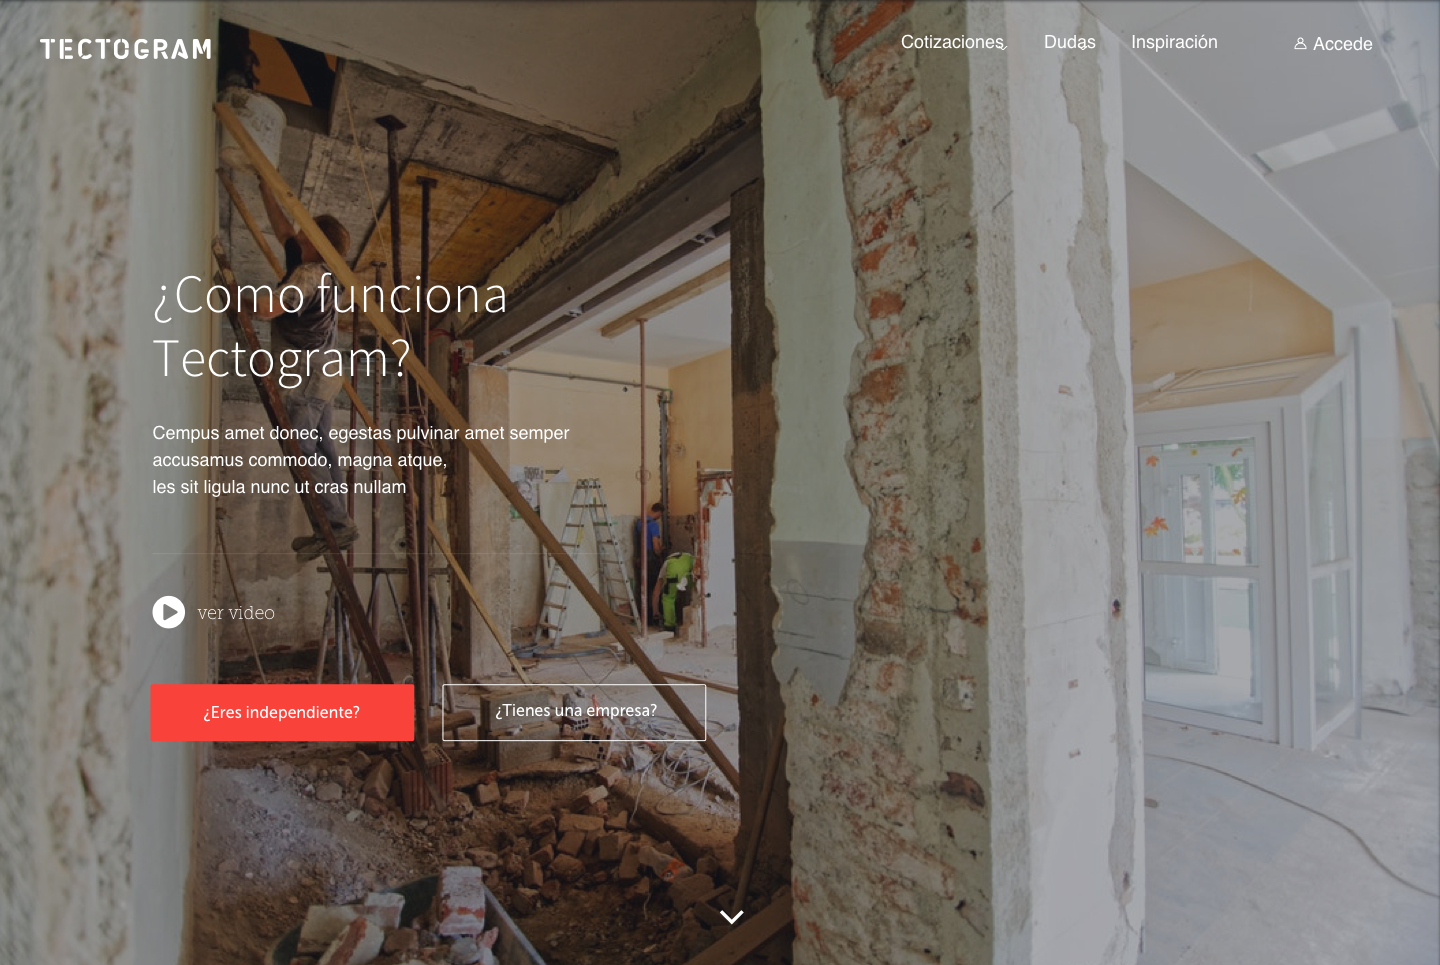 TECTOGRAM
Cotizaciones
Dudas
Inspiración
Accede
¿Como funciona
Tectogram?
Cempus amet donec, egestas pulvinar amet semper
accusamus commodo, magna atque,
les sit ligula nunc ut cras nullam
ver video
¿Eres independiente?
¿Tienes una empresa?